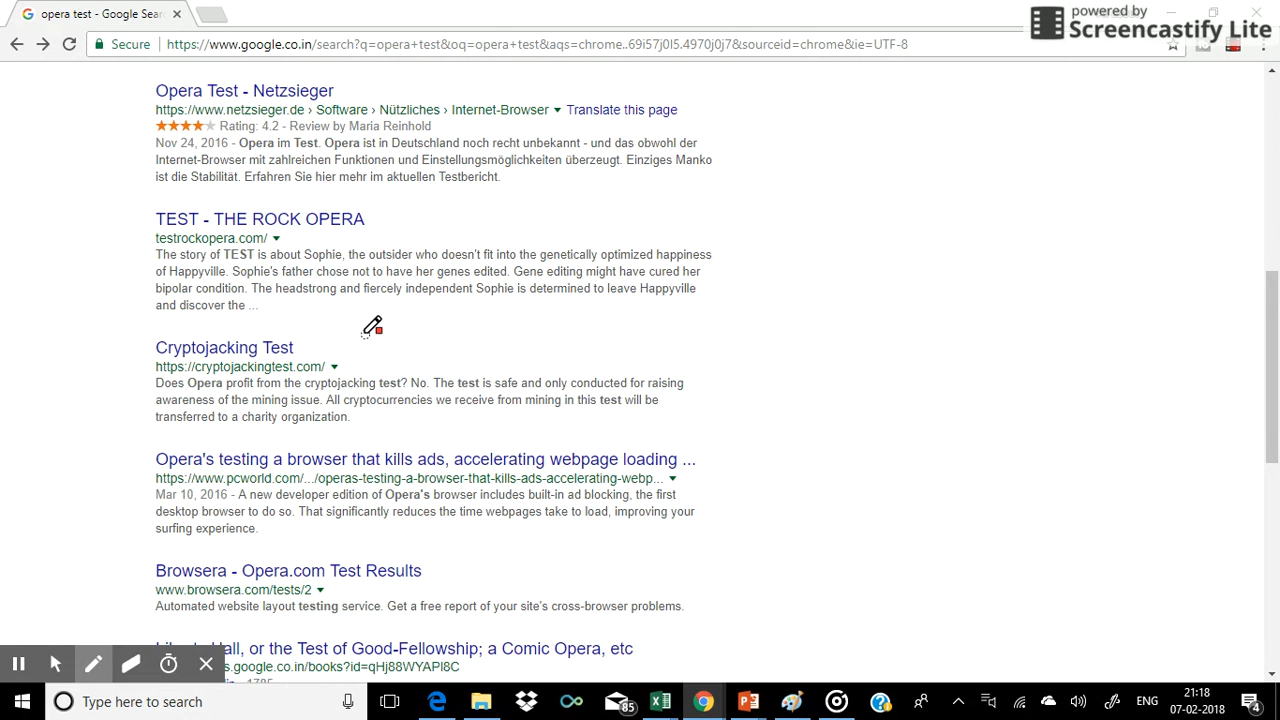 opera test - Google Sear
powered by
Screencastify Lite
Secure
https://www.google.co.in/search?q=opera+test&oq=opera+test&aqs=chrome..69i57j0l5.4970j0j7&sourceid=chrome&ie=UTF-8
Opera Test - Netzsieger
https://www.netzsieger.de › Software › Nützliches › Internet-Browser ▼ Translate this page
Rating: 4.2 - Review by Maria Reinhold
Nov 24, 2016 - Opera im Test. Opera ist in Deutschland noch recht unbekannt - und das obwohl der
Internet-Browser mit zahlreichen Funktionen und Einstellungsmöglichkeiten überzeugt. Einziges Manko
ist die Stabilität. Erfahren Sie hier mehr im aktuellen Testbericht.
TEST - THE ROCK OPERA
testrockopera.com/ ▼
The story of TEST is about Sophie, the outsider who doesn't fit into the genetically optimized happiness
of Happyville. Sophie's father chose not to have her genes edited. Gene editing might have cured her
bipolar condition. The headstrong and fiercely independent Sophie is determined to leave Happyville
and discover the ...
Cryptojacking Test
https://cryptojackingtest.com/ ▼
Does Opera profit from the cryptojacking test? No. The test is safe and only conducted for raising
awareness of the mining issue. All cryptocurrencies we receive from mining in this test will be
transferred to a charity organization.
Opera's testing a browser that kills ads, accelerating webpage loading ...
https://www.pcworld.com/.../operas-testing-a-browser-that-kills-ads-accelerating-webp... ▼
Mar 10, 2016 - A new developer edition of Opera's browser includes built-in ad blocking, the first
desktop browser to do so. That significantly reduces the time webpages take to load, improving your
surfing experience.
Browsera - Opera.com Test Results
www.browsera.com/tests/2 ▼
Automated website layout testing service. Get a free report of your site's cross-browser problems.
all, or the Test of Good-Fellowship; a Comic Opera, etc
s.google.co.in/books?id=qHj88WYAPl8C
Type here to search
85
ENG
21:18
07-02-2018
4